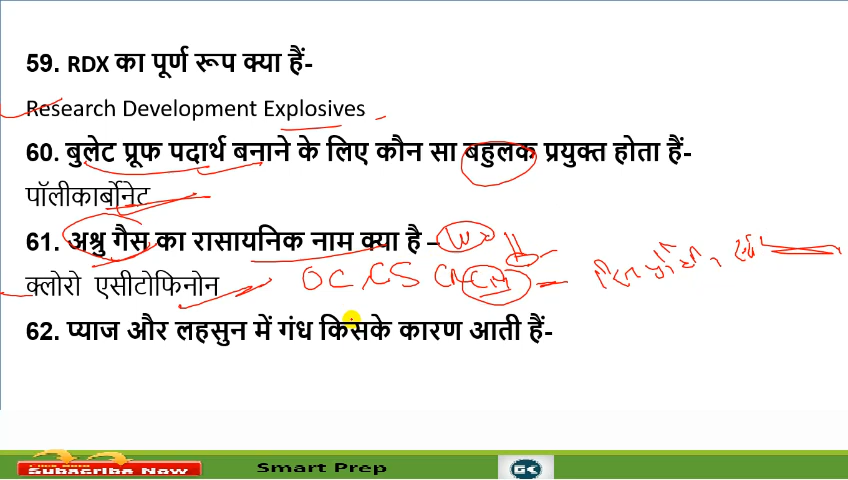 59. RDX का पूर्ण रूप क्या हैं-
Research Development Explosives
60. बुलेट प्रूफ पदार्थ बनाने के लिए कौन सा बहुलक प्रयुक्त होता हैं-
पॉलीकार्बोनेट
61. अश्रु गैस का रासायनिक नाम क्या है –
क्लोरो एसीटोफिनोन
OC, CS CN
62. प्याज और लहसुन में गंध किसके कारण आती हैं-
Subscribe Now
Smart Prep
GK